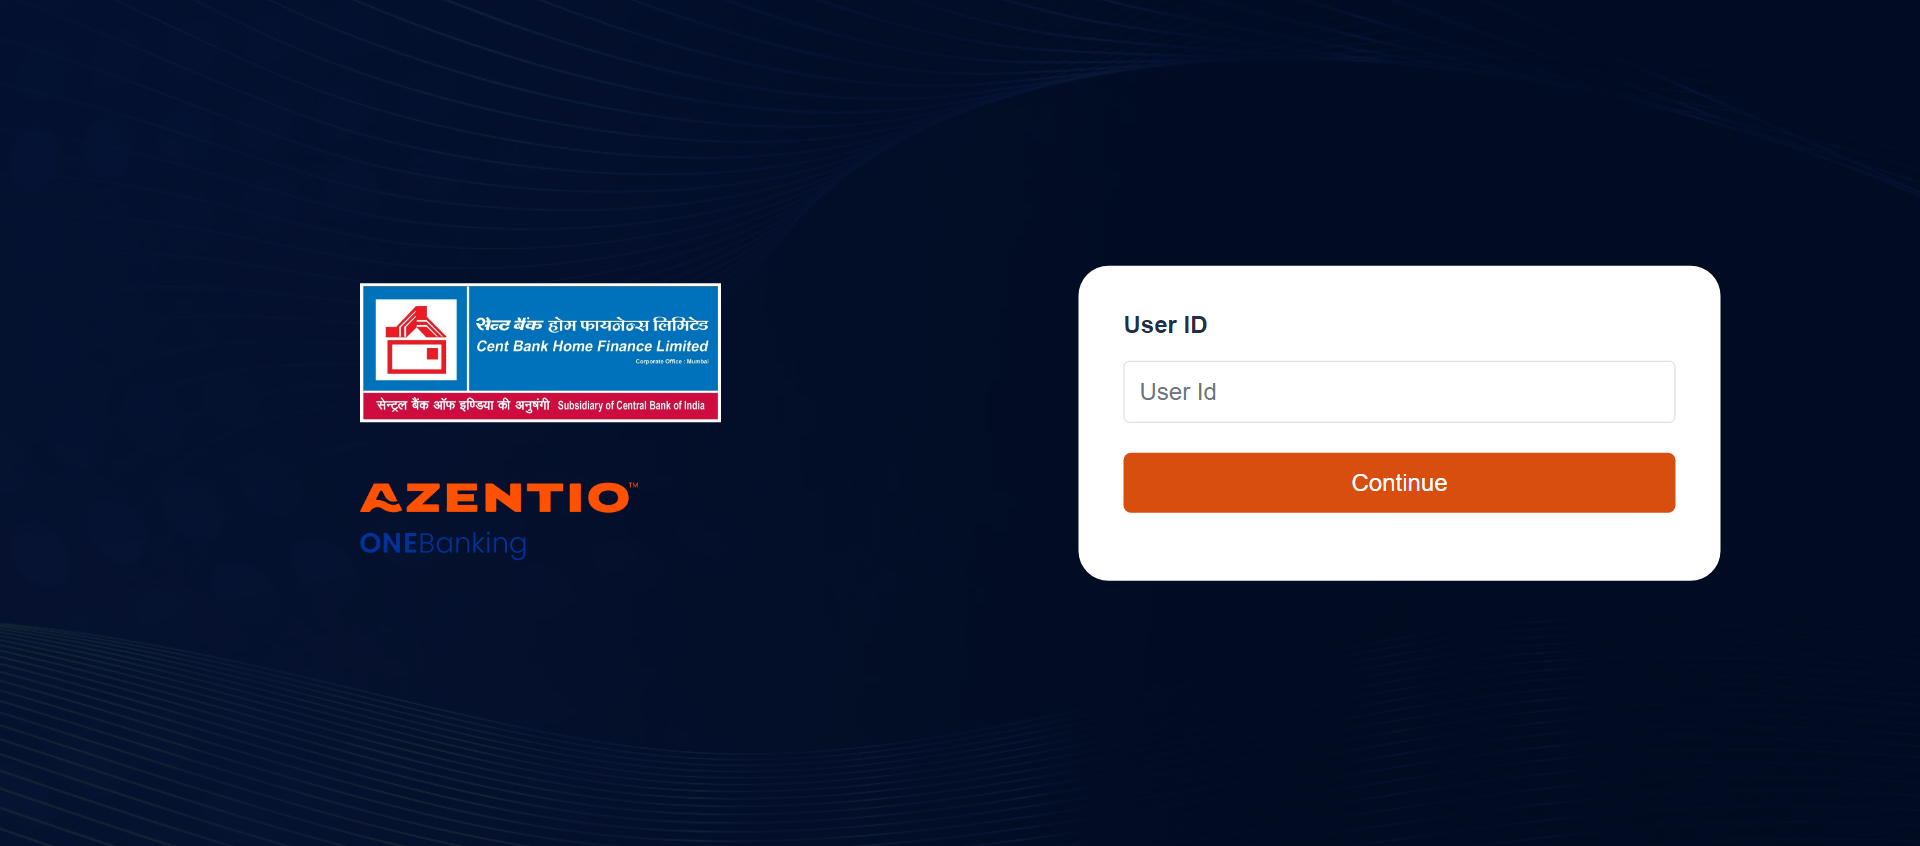 सेन्ट बैंक होम फायनेन्स लिमिटेड
Cent Bank Home Finance Limited
Corporate Office : Mumbai
सेन्ट्रल बैंक ऑफ इण्डिया की अनुषंगी Subsidiary of Central Bank of India
AZENTIO™
ONEBanking
User ID
User Id
Continue